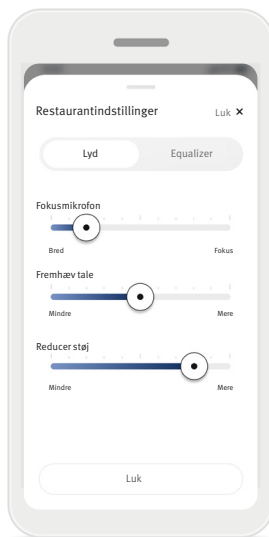 Restaurantindstillinger Luk ×
Lyd Equalizer
Fokusmikrofon
Bred Fokus
Fremhæv tale
Mindre Mere
Reducer støj
Mindre Mere
Luk